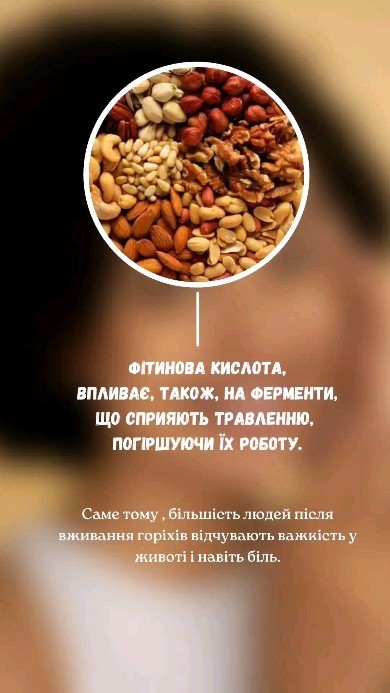 ФІТИНОВА КИСЛОТА,
ВПЛИВАЄ, ТАКОЖ, НА ФЕРМЕНТИ,
ЩО СПРИЯЮТЬ ТРАВЛЕННЮ,
ПОГІРШУЮЧИ ЇХ РОБОТУ.
Саме тому , більшість людей після
вживання горіхів відчувають важкість у
животі і навіть біль.